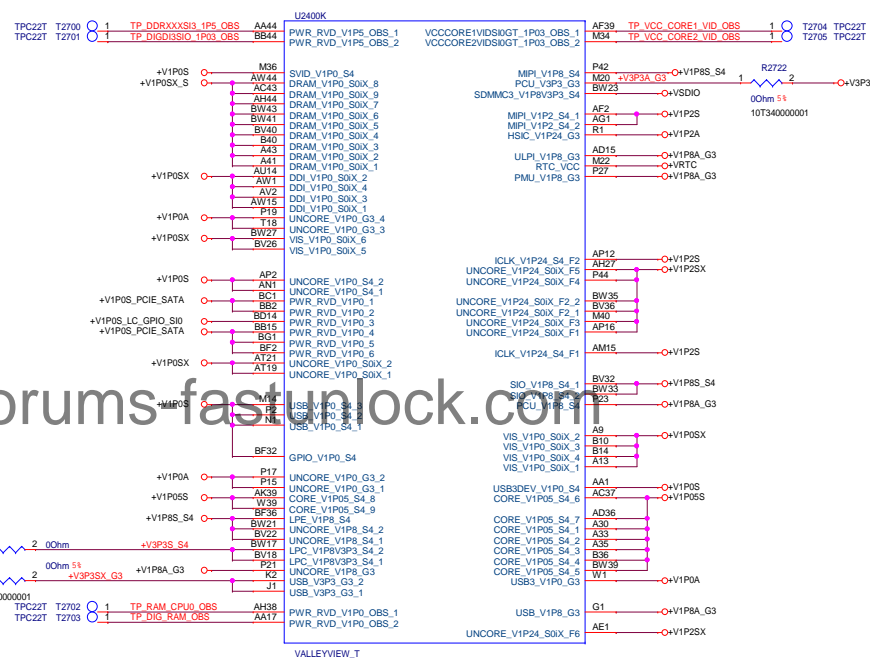 U2400K
TPC22T T2700 1 TP_DDRXXXSI3_1P5_OBS AA44 PWR_RVD_V1P5_OBS_1 VCCCORE1VIDSI0GT_1P03_OBS_1 AF39 TP_VCC_CORE1_VID_OBS 1 T2704 TPC22T
TPC22T T2701 1 TP_DIGDI3SIO_1P03_OBS BB44 PWR_RVD_V1P5_OBS_2 VCCCORE2VIDSI0GT_1P03_OBS_2 M34 TP_VCC_CORE2_VID_OBS 1 T2705 TPC22T
+V1P0S M36 SVID_V1P0_S4 MIPI_V1P8_S4 P42 +V1P8S_S4 R2722
+V1P0SX_S AW44 DRAM_V1P0_S0iX_8 PCU_V3P3_G3 M20 +V3P3A_G3 1 2 +V3P3
AC43 DRAM_V1P0_S0iX_9 SDMMC3_V1P8V3P3_S4 BW23 +VSDIO 0Ohm 5%
AH44 DRAM_V1P0_S0iX_7 10T340000001
BW43 DRAM_V1P0_S0iX_6 MIPI_V1P2_S4_1 AF2 +V1P2S
BW41 DRAM_V1P0_S0iX_5 MIPI_V1P2_S4_2 AG1
BV40 DRAM_V1P0_S0iX_4 HSIC_V1P24_G3 R1 +V1P2A
B40 DRAM_V1P0_S0iX_3
A43 DRAM_V1P0_S0iX_2 ULPI_V1P8_G3 AD15 +V1P8A_G3
A41 DRAM_V1P0_S0iX_1 RTC_VCC M22 +VRTC
+V1P0SX AU14 DDI_V1P0_S0iX_2 PMU_V1P8_G3 P27 +V1P8A_G3
AW1 DDI_V1P0_S0iX_4
AV2 DDI_V1P0_S0iX_3
AW15 DDI_V1P0_S0iX_1
+V1P0A P19 UNCORE_V1P0_G3_4
T18 UNCORE_V1P0_G3_3
+V1P0SX BW27 VIS_V1P0_S0iX_6
BV26 VIS_V1P0_S0iX_5
ICLK_V1P24_S4_F2 AP12 +V1P2S
UNCORE_V1P24_S0iX_F5 AH27 +V1P2SX
+V1P0S AP2 UNCORE_V1P0_S4_2 UNCORE_V1P24_S0iX_F4 P44
AN1 UNCORE_V1P0_S4_1
+V1P0S_PCIE_SATA BC1 PWR_RVD_V1P0_1 UNCORE_V1P24_S0iX_F2_2 BW35
BB2 PWR_RVD_V1P0_2 UNCORE_V1P24_S0iX_F2_1 BV36
+V1P0S_LC_GPIO_SI0 BD14 PWR_RVD_V1P0_3 UNCORE_V1P24_S0iX_F3 M40
+V1P0S_PCIE_SATA BB15 PWR_RVD_V1P0_4 UNCORE_V1P24_S0iX_F1 AP16
BG1 PWR_RVD_V1P0_5
BF2 PWR_RVD_V1P0_6 ICLK_V1P24_S4_F1 AM15 +V1P2S
+V1P0SX AT21 UNCORE_V1P0_S0iX_2
AT19 UNCORE_V1P0_S0iX_1
SIO_V1P8_S4_1 BV32 +V1P8S_S4
SIO_V1P8_S4_2 BW33
+V1P0S M14 USB_V1P0_S4_3 PCU_V1P8_S4 P23 +V1P8A_G3
orums-fastunlock.com
P2 USB_V1P0_S4_2
N1 USB_V1P0_S4_1
VIS_V1P0_S0iX_2 A9 +V1P0SX
VIS_V1P0_S0iX_3 B10
BF32 GPIO_V1P0_S4 VIS_V1P0_S0iX_4 B14
VIS_V1P0_S0iX_1 A13
+V1P0A P17 UNCORE_V1P0_G3_2
P15 UNCORE_V1P0_G3_1 USB3DEV_V1P0_S4 AA1 +V1P0S
+V1P05S AK39 CORE_V1P05_S4_8 CORE_V1P05_S4_6 AC37 +V1P05S
W39 CORE_V1P05_S4_9
+V1P8S_S4 BF36 LPE_V1P8_S4 CORE_V1P05_S4_7 AD36
BW21 UNCORE_V1P8_S4_2 CORE_V1P05_S4_1 A30
BV22 UNCORE_V1P8_S4_1 CORE_V1P05_S4_2 A33
2 0Ohm +V3P3S_S4 BW17 LPC_V1P8V3P3_S4_2 CORE_V1P05_S4_3 A35
BV18 LPC_V1P8V3P3_S4_1 CORE_V1P05_S4_4 B36
0Ohm 5% +V1P8A_G3 P21 UNCORE_V1P8_G3 CORE_V1P05_S4_5 BW39
2 +V3P3SX_G3 K2 USB_V3P3_G3_2 USB3_V1P0_G3 W1 +V1P0A
J1 USB_V3P3_G3_1
0000001
TPC22T T2702 1 TP_RAM_CPU0_OBS AH38 PWR_RVD_V1P0_OBS_1 USB_V1P8_G3 G1 +V1P8A_G3
TPC22T T2703 1 TP_DIG_RAM_OBS AA17 PWR_RVD_V1P0_OBS_2
UNCORE_V1P24_S0iX_F6 AE1 +V1P2SX
VALLEYVIEW_T